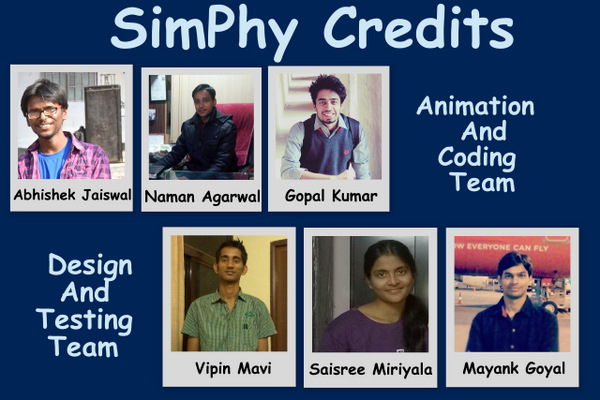 SimPhy Credits
Abhishek Jaiswal
Naman Agarwal
Gopal Kumar
Animation
And
Coding
Team
Design
And
Testing
Team
Vipin Mavi
Saisree Miriyala
OW EVERYONE CAN FLY
Mayank Goyal